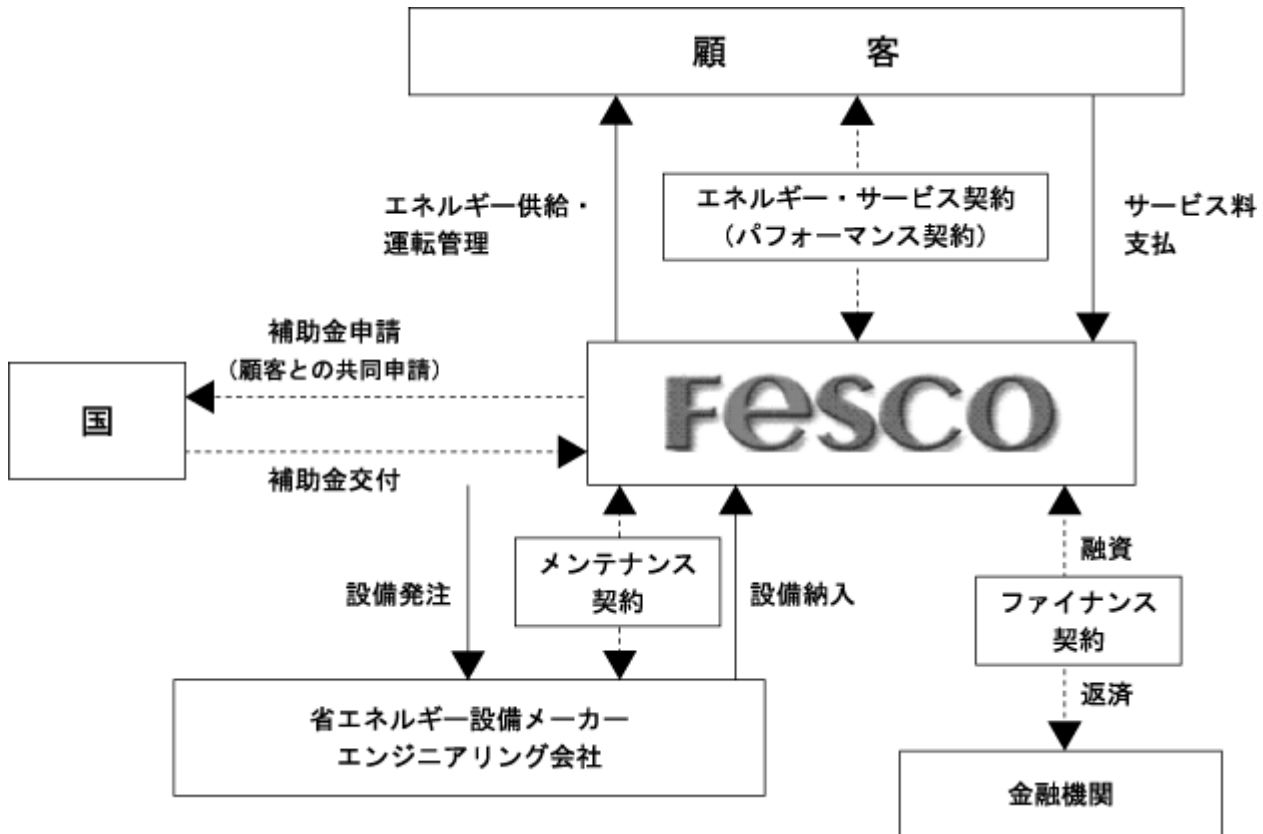 顧客
エネルギー供給・
運転管理
エネルギー・サービス契約
（パフォーマンス契約）
サービス料
支払
補助金申請
（顧客との共同申請）
国
Fesco
補助金交付
設備発注
メンテナンス
契約
設備納入
融資
ファイナンス
契約
返済
省エネルギー設備メーカー
エンジニアリング会社
金融機関